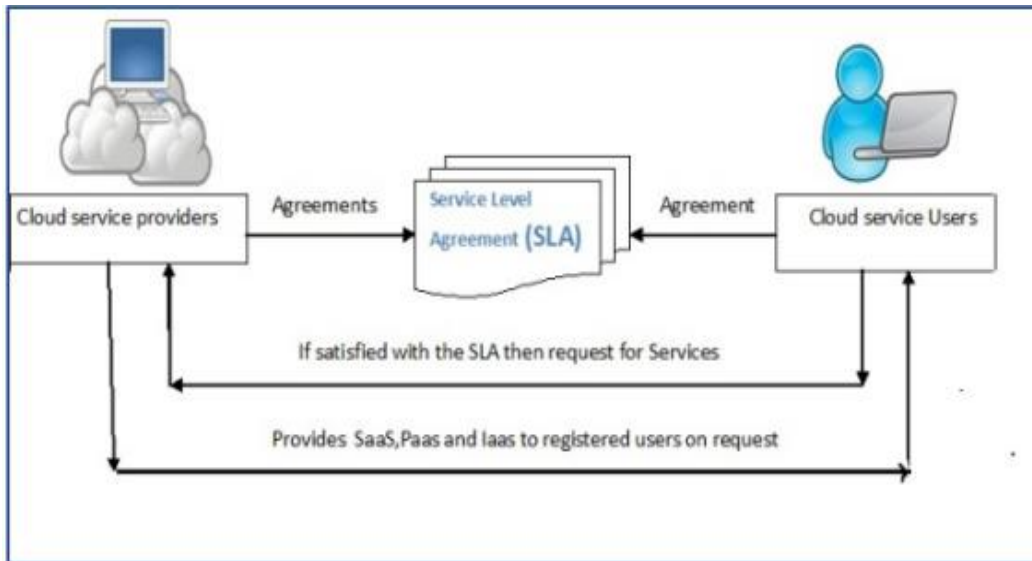 Cloud service providers
Agreements
Service Level
Agreement (SLA)
Agreement
Cloud service Users
If satisfied with the SLA then request for Services
Provides SaaS,Paas and Iaas to registered users on request